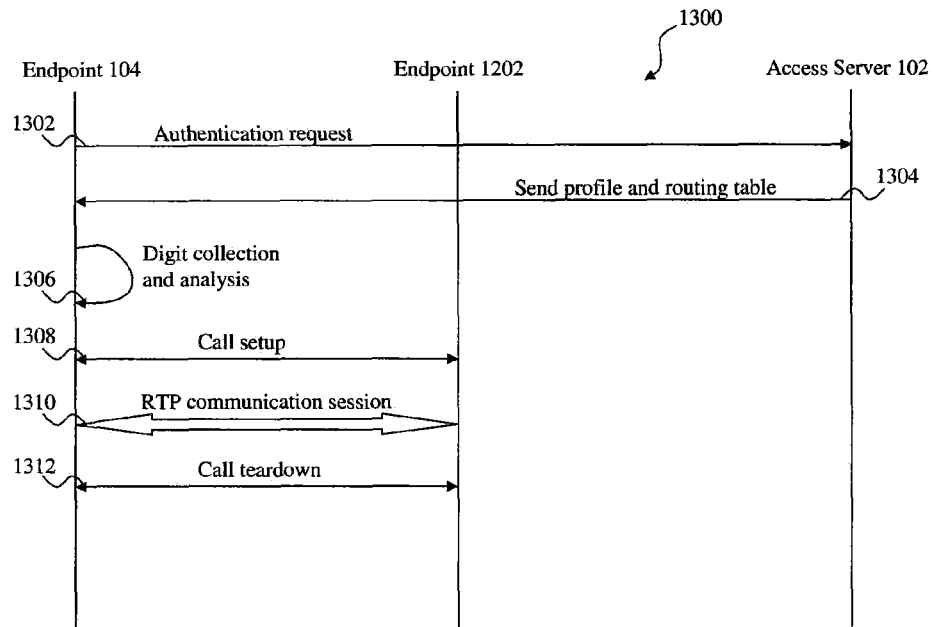 1300
Endpoint 104
Endpoint 1202
Access Server 102
1302
Authentication request
Send profile and routing table
1304
Digit collection
and analysis
1306
1308
Call setup
1310
RTP communication session
1312
Call teardown